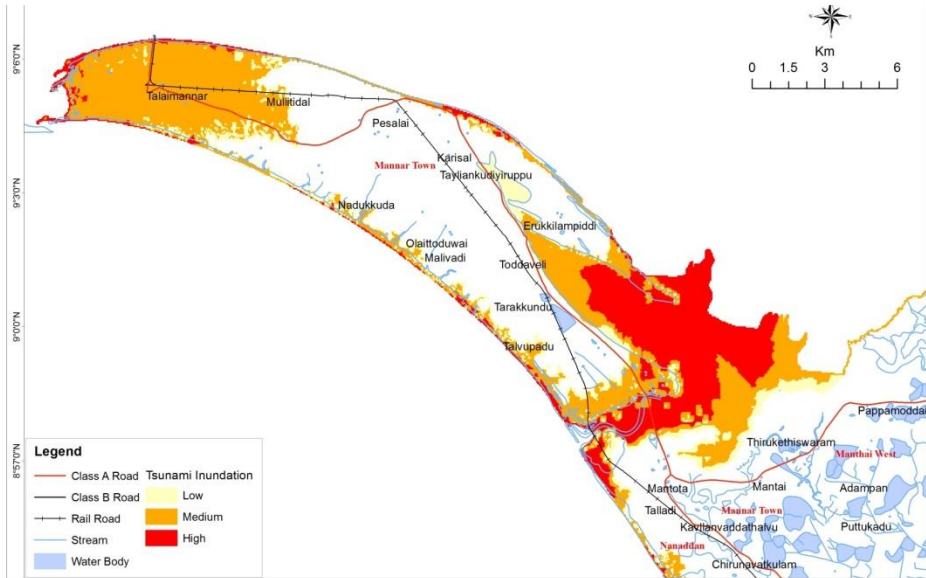 Km
0 1.5 3 6
9°6'0"N
Talaimannar
Mullitidal
Pesalai
Karisal
Mannar Town
Tayliankudiyiruppu
9°3'0"N
Nadukkuda
Erukkilampiddi
Olaittoduwai
Malivadi
Toddaveli
Tarakkundu
9°0'0"N
Talvupadu
Pappamoddai
Thirukethiswaram
Manthai West
8°57'0"N
Mantota
Mantai
Adampan
Talladi
Mannar Town
Kavilanvaddathalvu
Puttukadu
Nanaddan
Chirunavatkulam
Legend
Class A Road
Class B Road
Rail Road
Stream
Water Body
Tsunami Inundation
Low
Medium
High